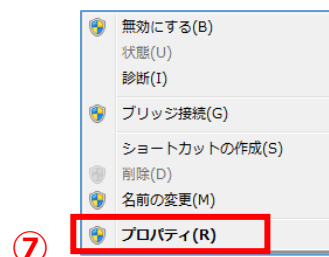 無効にする(B)
状態(U)
診断(I)
ブリッジ接続(G)
ショートカットの作成(S)
削除(D)
名前の変更(M)
⑦ プロパティ(R)